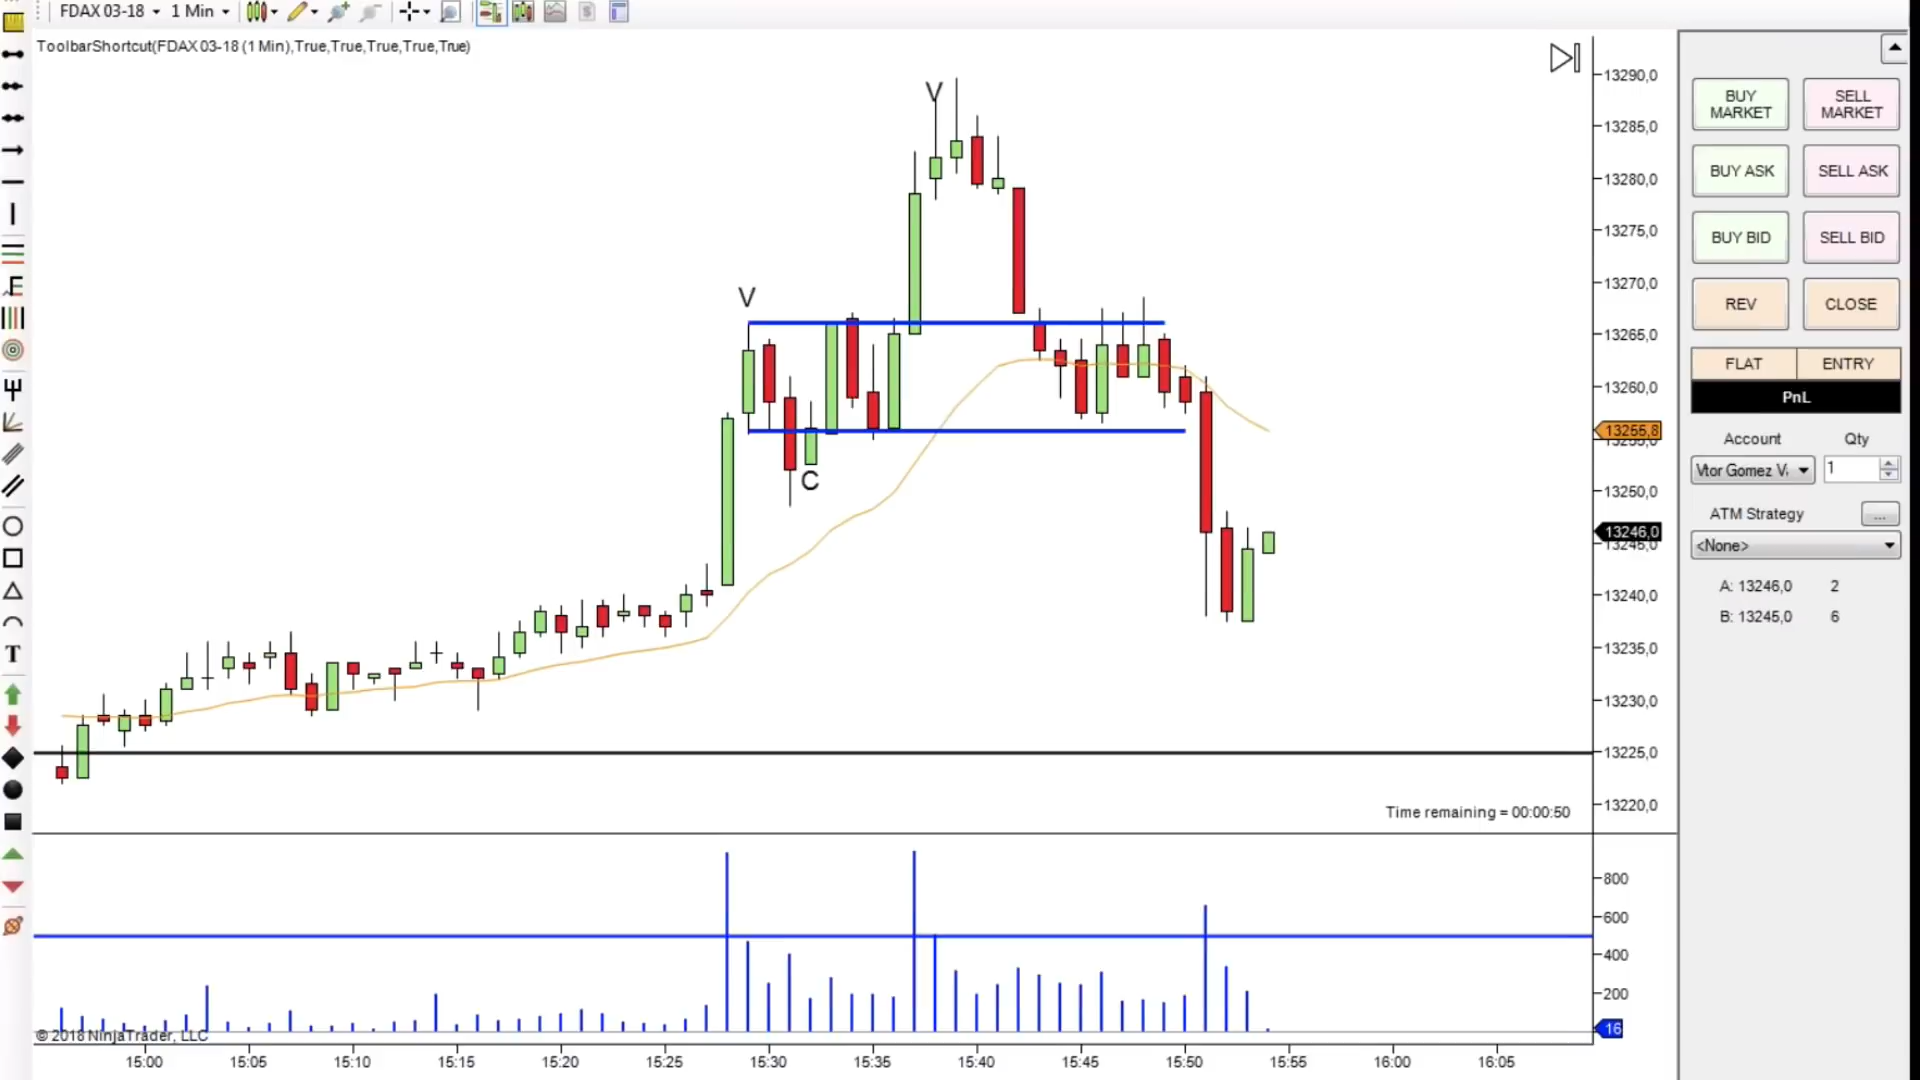 FDAX 03-18 1 Min
ToolbarShortcut(FDAX 03-18 (1 Min),True,True,True,True,True)
V
V
C
13290,0
13285,0
13280,0
13275,0
13270,0
13265,0
13260,0
13255,8
13250,0
13246,0
13240,0
13235,0
13230,0
13225,0
13220,0
Time remaining = 00:00:50
800
600
400
200
16
© 2018 NinjaTrader, LLC
15:00 15:05 15:10 15:15 15:20 15:25 15:30 15:35 15:40 15:45 15:50 15:55 16:00 16:05
BUY MARKET
SELL MARKET
BUY ASK SELL ASK
BUY BID SELL BID
REV CLOSE
FLAT ENTRY
PnL
Account Qty
Vtor Gomez 1
ATM Strategy ...
<None>
A: 13246,0 2
B: 13245,0 6
T